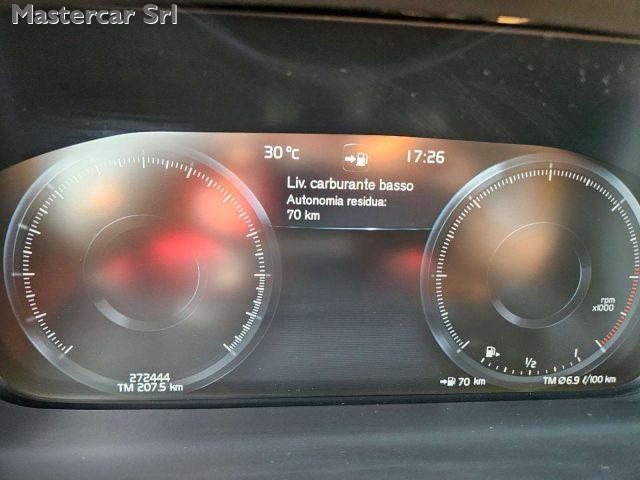 Mastercar Srl
30 °C
17:26
Liv. carburante basso
Autonomia residua:
70 km
rpm
x1000
1/2
1
272444
TM 207.5 km
70 km
TM Ø6.9 ℓ/100 km